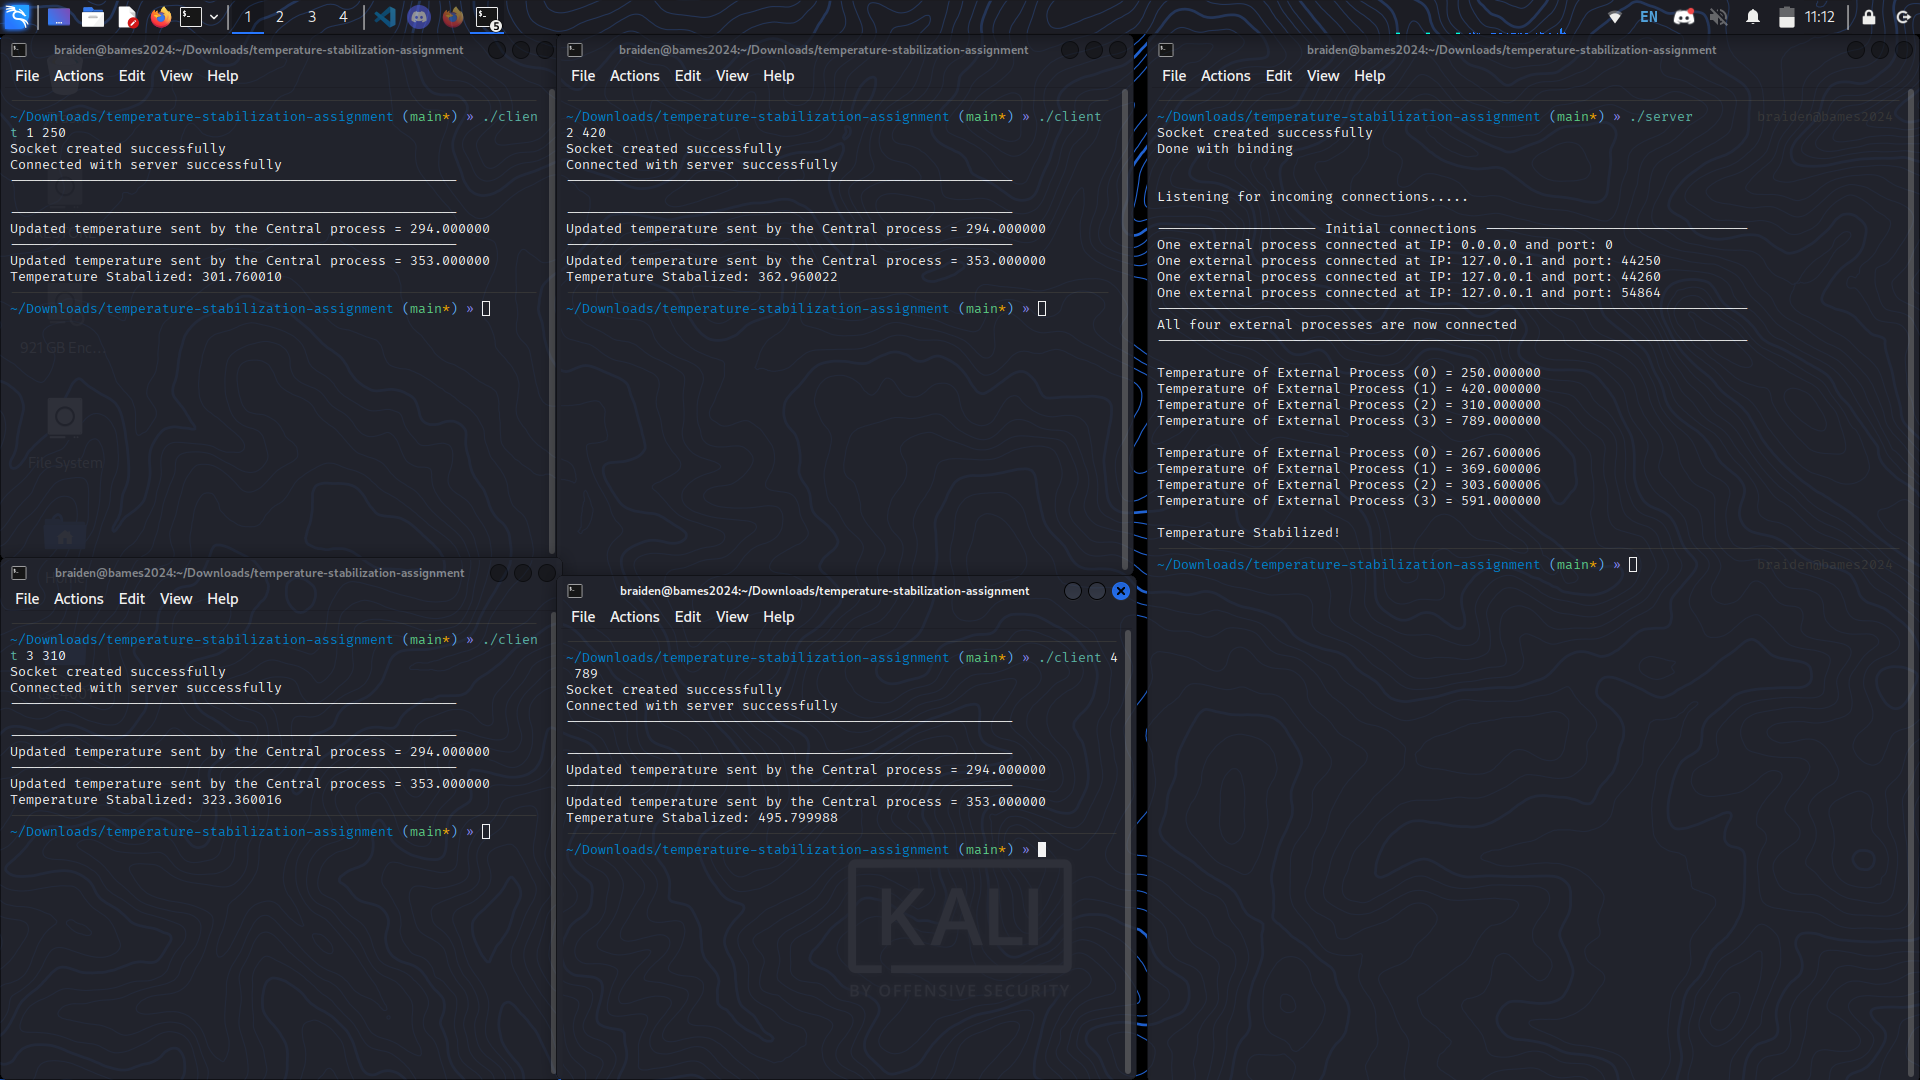 1 2 3 4 5 EN 11:12
braiden@bames2024:~/Downloads/temperature-stabilization-assignment
File Actions Edit View Help
~/Downloads/temperature-stabilization-assignment (main*) » ./clien
t 1 250
Socket created successfully
Connected with server successfully
Updated temperature sent by the Central process = 294.000000
Updated temperature sent by the Central process = 353.000000
Temperature Stabalized: 301.760010
~/Downloads/temperature-stabilization-assignment (main*) »
921 GB Enc...
File System
braiden@bames2024:~/Downloads/temperature-stabilization-assignment
File Actions Edit View Help
~/Downloads/temperature-stabilization-assignment (main*) » ./client
2 420
Socket created successfully
Connected with server successfully
Updated temperature sent by the Central process = 294.000000
Updated temperature sent by the Central process = 353.000000
Temperature Stabalized: 362.960022
~/Downloads/temperature-stabilization-assignment (main*) »
braiden@bames2024:~/Downloads/temperature-stabilization-assignment
File Actions Edit View Help
~/Downloads/temperature-stabilization-assignment (main*) » ./server braiden@bames2024
Socket created successfully
Done with binding
Listening for incoming connections.....
Initial connections
One external process connected at IP: 0.0.0.0 and port: 0
One external process connected at IP: 127.0.0.1 and port: 44250
One external process connected at IP: 127.0.0.1 and port: 44260
One external process connected at IP: 127.0.0.1 and port: 54864
All four external processes are now connected
Temperature of External Process (0) = 250.000000
Temperature of External Process (1) = 420.000000
Temperature of External Process (2) = 310.000000
Temperature of External Process (3) = 789.000000
Temperature of External Process (0) = 267.600006
Temperature of External Process (1) = 369.600006
Temperature of External Process (2) = 303.600006
Temperature of External Process (3) = 591.000000
Temperature Stabilized!
~/Downloads/temperature-stabilization-assignment (main*) » braiden@bames2024
braiden@bames2024:~/Downloads/temperature-stabilization-assignment
File Actions Edit View Help
~/Downloads/temperature-stabilization-assignment (main*) » ./clien
t 3 310
Socket created successfully
Connected with server successfully
Updated temperature sent by the Central process = 294.000000
Updated temperature sent by the Central process = 353.000000
Temperature Stabalized: 323.360016
~/Downloads/temperature-stabilization-assignment (main*) »
braiden@bames2024:~/Downloads/temperature-stabilization-assignment
File Actions Edit View Help
~/Downloads/temperature-stabilization-assignment (main*) » ./client 4
789
Socket created successfully
Connected with server successfully
Updated temperature sent by the Central process = 294.000000
Updated temperature sent by the Central process = 353.000000
Temperature Stabalized: 495.799988
~/Downloads/temperature-stabilization-assignment (main*) »
KALI
BY OFFENSIVE SECURITY